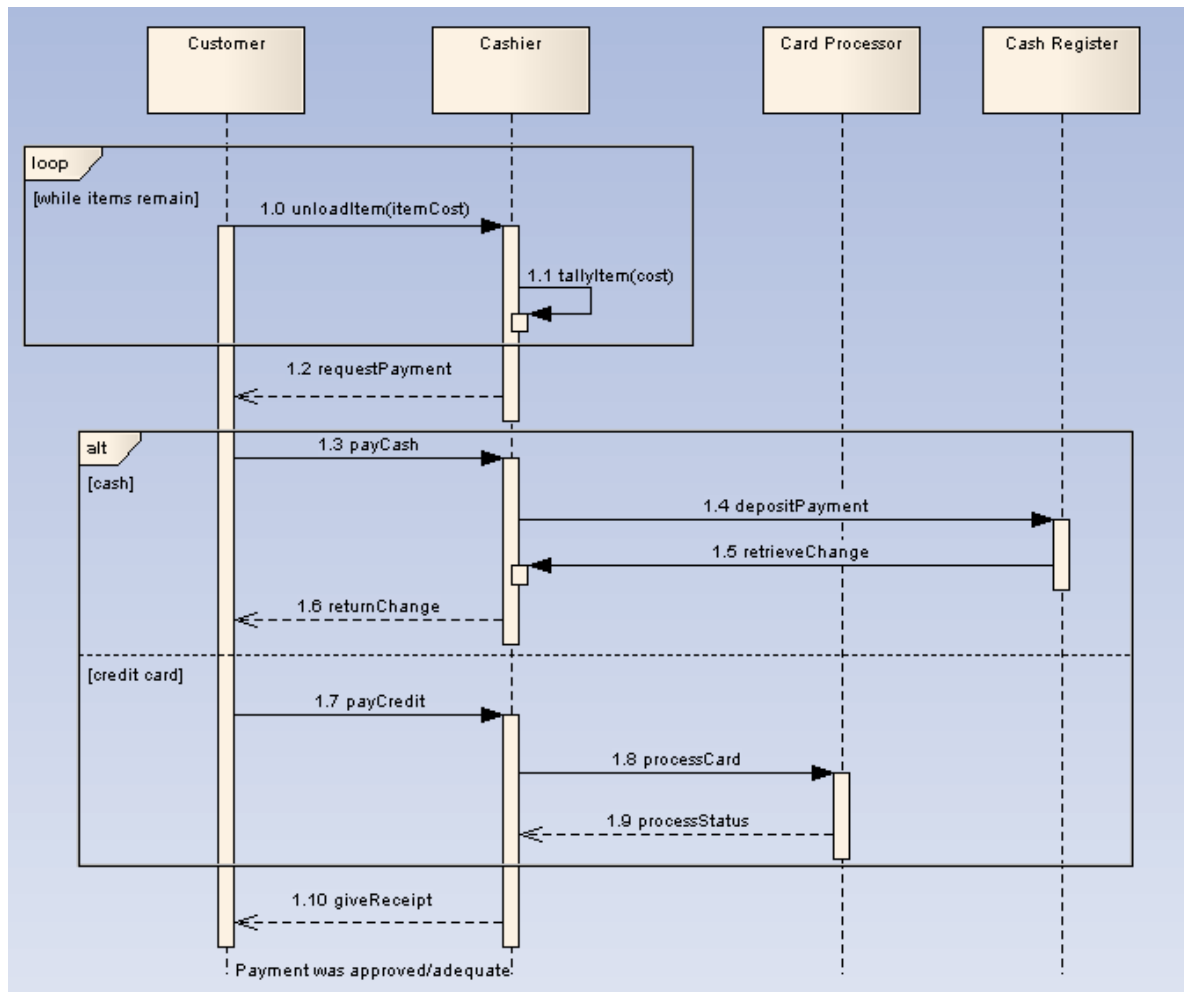 Customer
Cashier
Card Processor
Cash Register
loop
[while items remain]
1.0 unloadItem(itemCost)
1.1 tallyItem(cost)
1.2 requestPayment
alt
1.3 payCash
[cash]
1.4 depositPayment
1.5 retrieveChange
1.6 returnChange
[credit card]
1.7 payCredit
1.8 processCard
1.9 processStatus
1.10 giveReceipt
Payment was approved/adequate